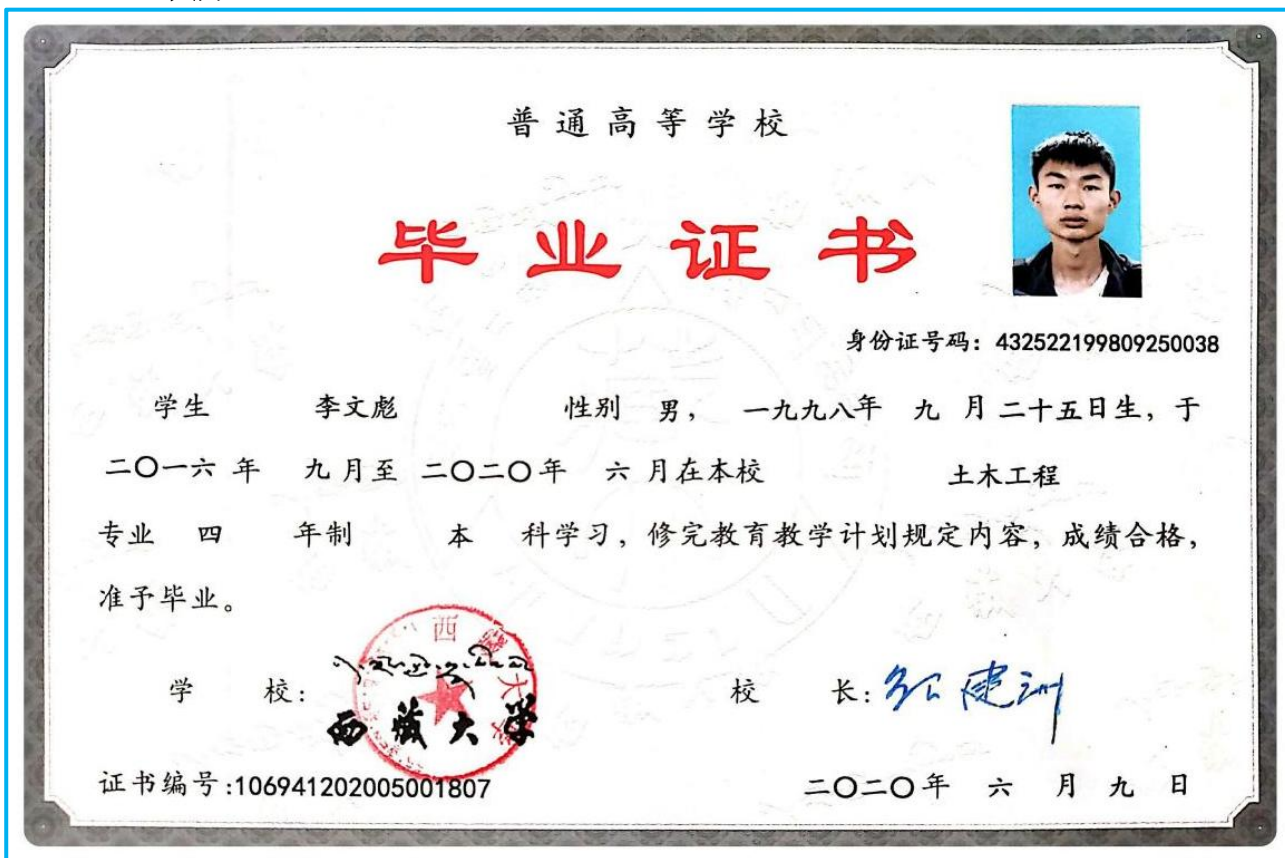 普通高等学校
毕业证书
身份证号码：432522199809250038
学生 李文彪 性别 男， 一九九八年 九 月二十五日生，于
二〇一六 年 九 月至 二〇二〇年 六 月在本校 土木工程
专业 四 年制 本 科学习，修完教育教学计划规定内容，成绩合格，
准予毕业。
学 校：
西藏大学
校 长：
证书编号:106941202005001807
二〇二〇年 六 月 九 日